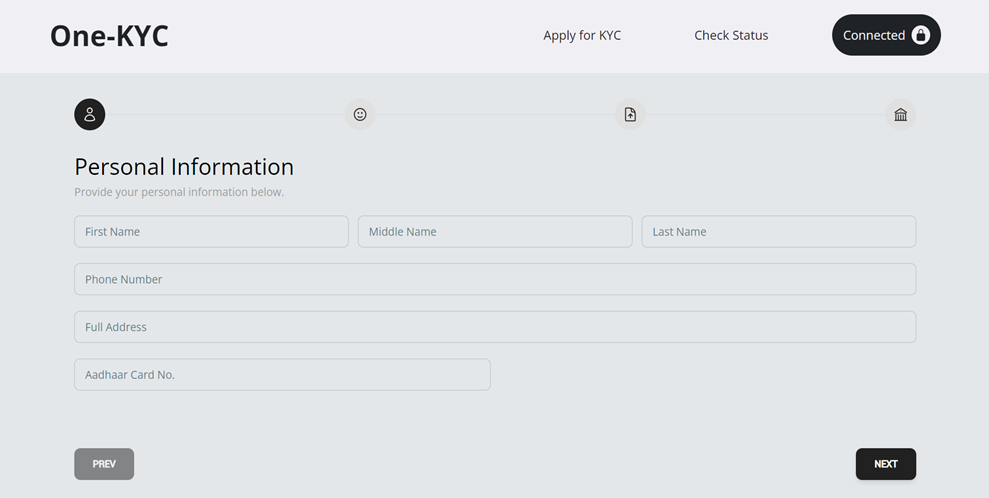 One-KYC Apply for KYC Check Status Connected
Personal Information
Provide your personal information below.
First Name Middle Name Last Name
Phone Number
Full Address
Aadhaar Card No.
PREV NEXT